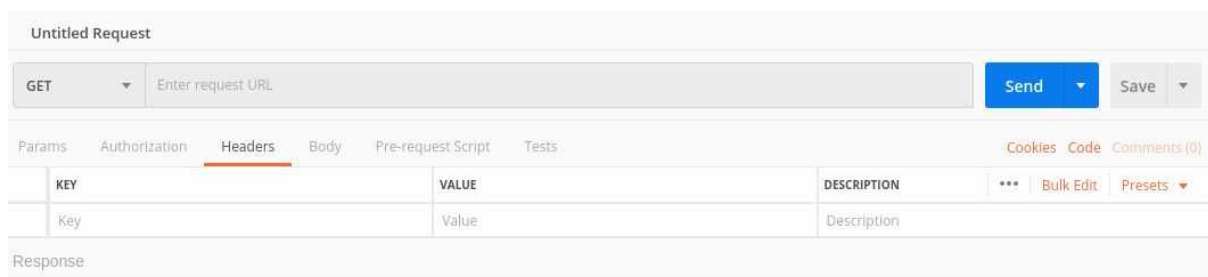 Untitled Request
GET Enter request URL Send Save
Params Authorization Headers Body Pre-request Script Tests Cookies Code Comments (0)
KEY VALUE DESCRIPTION ••• Bulk Edit Presets
Key Value Description
Response